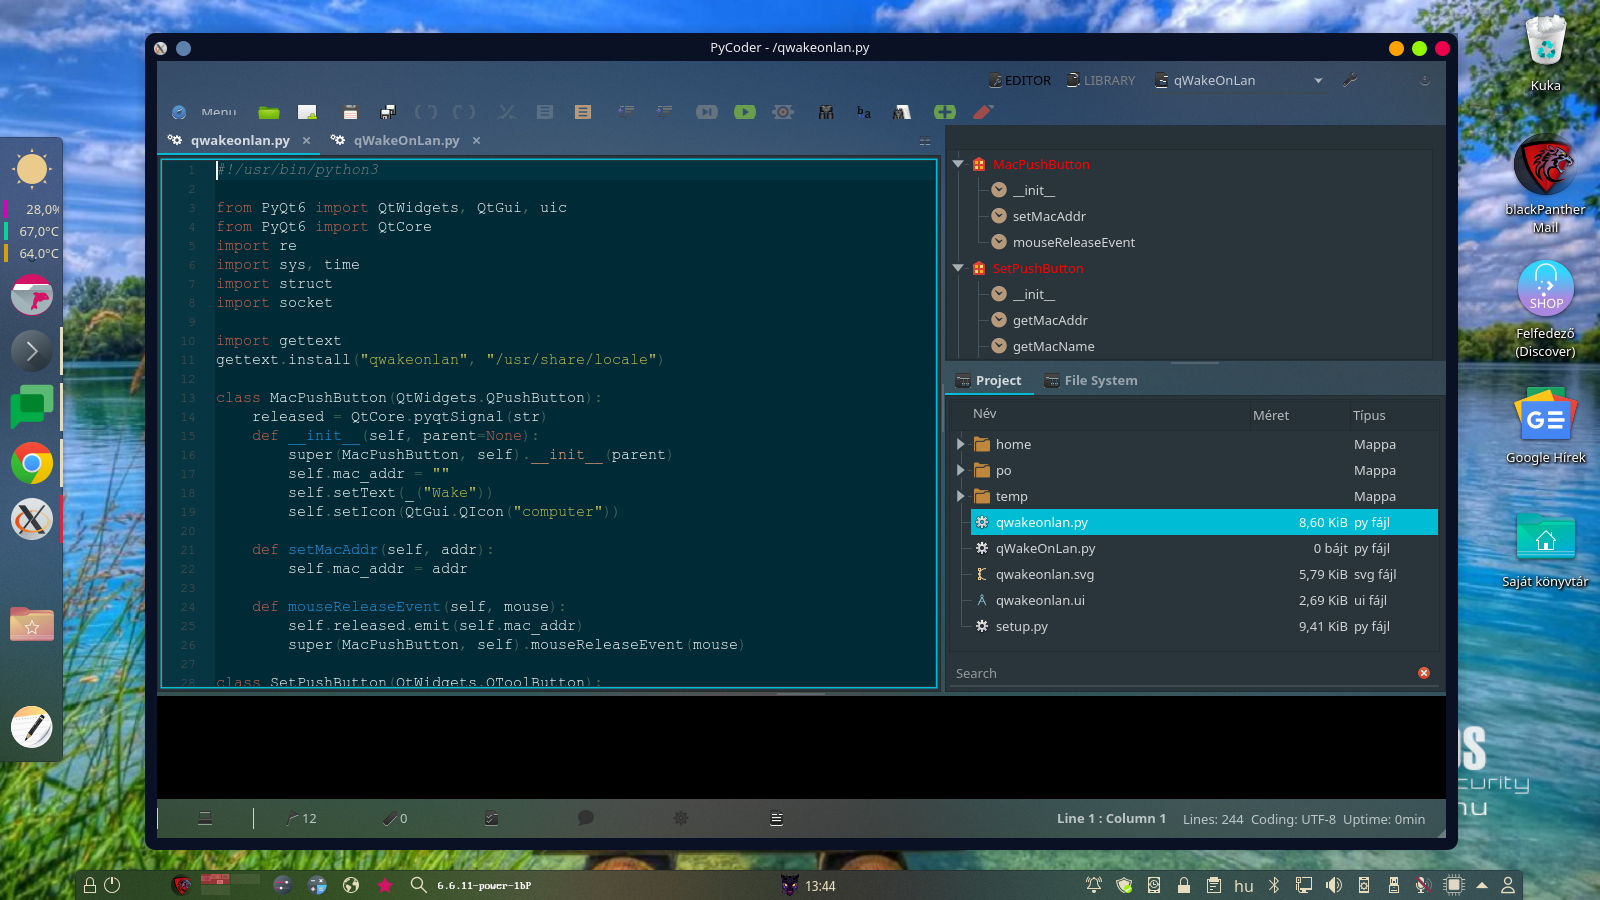 PyCoder - /qwakeonlan.py
EDITOR
LIBRARY
qWakeOnLan
Menu
qwakeonlan.py
qWakeOnLan.py
1 #!/usr/bin/python3
2
3 from PyQt6 import QtWidgets, QtGui, uic
4 from PyQt6 import QtCore
5 import re
6 import sys, time
7 import struct
8 import socket
9
10 import gettext
11 gettext.install("qwakeonlan", "/usr/share/locale")
12
13 class MacPushButton(QtWidgets.QPushButton):
14 released = QtCore.pyqtSignal(str)
15 def __init__(self, parent=None):
16 super(MacPushButton, self).__init__(parent)
17 self.mac_addr = ""
18 self.setText(_("Wake"))
19 self.setIcon(QtGui.QIcon("computer"))
20
21 def setMacAddr(self, addr):
22 self.mac_addr = addr
23
24 def mouseReleaseEvent(self, mouse):
25 self.released.emit(self.mac_addr)
26 super(MacPushButton, self).mouseReleaseEvent(mouse)
27
28 class SetPushButton(QtWidgets.QToolButton):
MacPushButton
__init__
setMacAddr
mouseReleaseEvent
SetPushButton
__init__
getMacAddr
getMacName
Project
File System
Név Méret Típus
home Mappa
po Mappa
temp Mappa
qwakeonlan.py 8,60 KiB py fájl
qWakeOnLan.py 0 bájt py fájl
qwakeonlan.svg 5,79 KiB svg fájl
qwakeonlan.ui 2,69 KiB ui fájl
setup.py 9,41 KiB py fájl
Search
12
0
Line 1 : Column 1
Lines: 244 Coding: UTF-8 Uptime: 0min
28,0%
67,0°C
64,0°C
Kuka
blackPanther
Mail
SHOP
Felfedező
(Discover)
GE
Google Hírek
Saját könyvtár
OS
curity
nu
6.6.11-power-1bP
13:44
hu